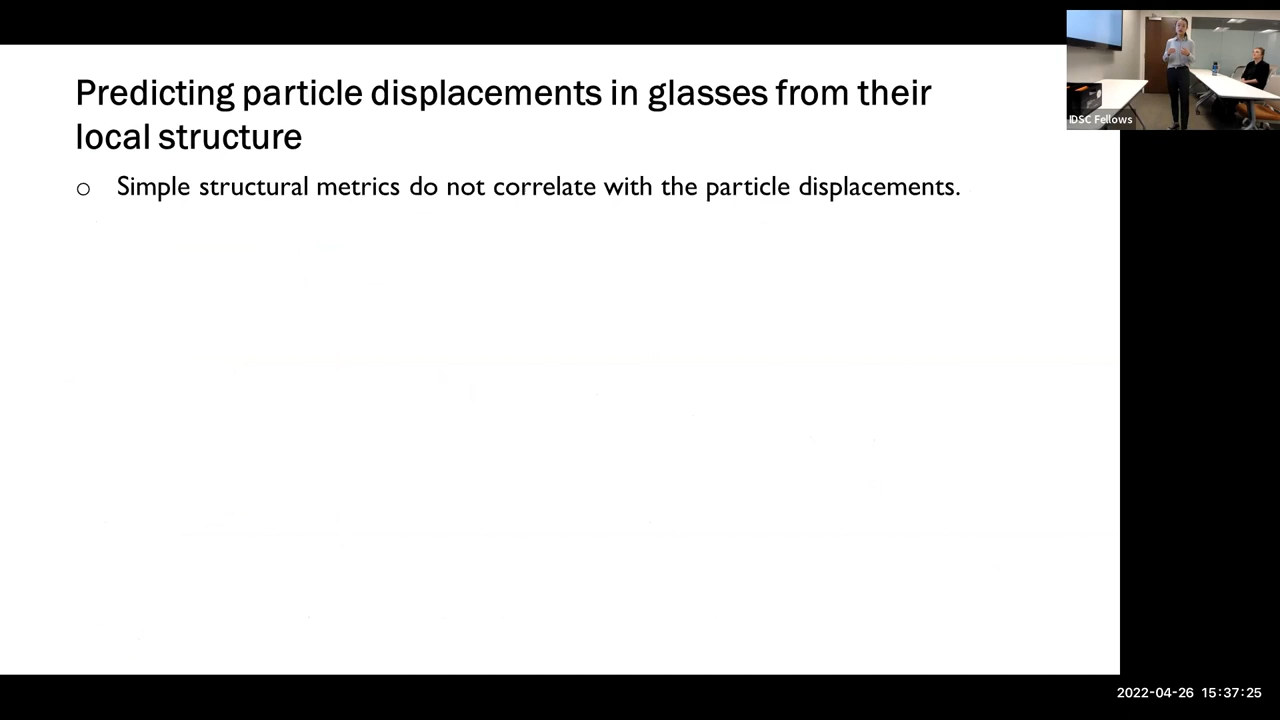 Predicting particle displacements in glasses from their
local structure
o Simple structural metrics do not correlate with the particle displacements.
IDSC Fellows
2022-04-26 15:37:25